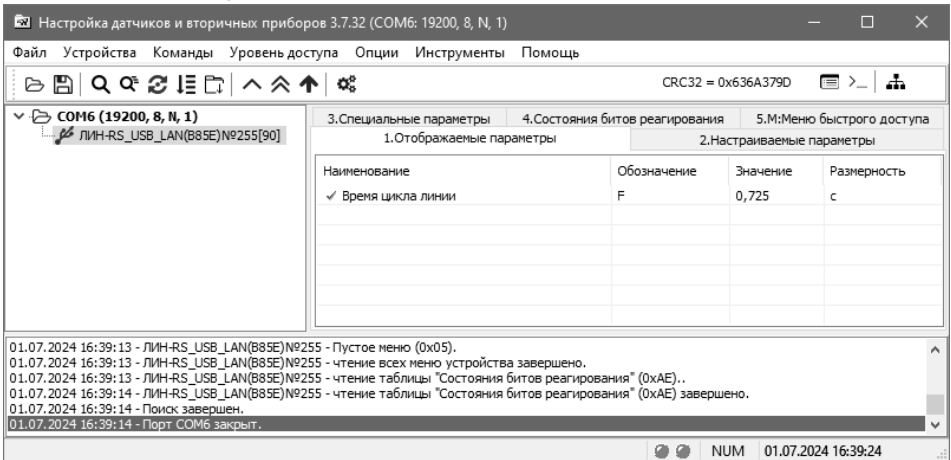 Настройка датчиков и вторичных приборов 3.7.32 (COM6: 19200, 8, N, 1)
Файл Устройства Команды Уровень доступа Опции Инструменты Помощь
CRC32 = 0x636A379D
COM6 (19200, 8, N, 1)
ЛИН-RS_USB_LAN(B85E)№255[90]
3.Специальные параметры 4.Состояния битов реагирования 5.М:Меню быстрого доступа
1.Отображаемые параметры 2.Настраиваемые параметры
Наименование Обозначение Значение Размерность
Время цикла линии F 0,725 с
01.07.2024 16:39:13 - ЛИН-RS_USB_LAN(B85E)№255 - Пустое меню (0x05).
01.07.2024 16:39:13 - ЛИН-RS_USB_LAN(B85E)№255 - чтение всех меню устройства завершено.
01.07.2024 16:39:13 - ЛИН-RS_USB_LAN(B85E)№255 - чтение таблицы "Состояния битов реагирования" (0xAE)..
01.07.2024 16:39:14 - ЛИН-RS_USB_LAN(B85E)№255 - чтение таблицы "Состояния битов реагирования" (0xAE) завершено.
01.07.2024 16:39:14 - Поиск завершен.
01.07.2024 16:39:14 - Порт COM6 закрыт.
NUM 01.07.2024 16:39:24